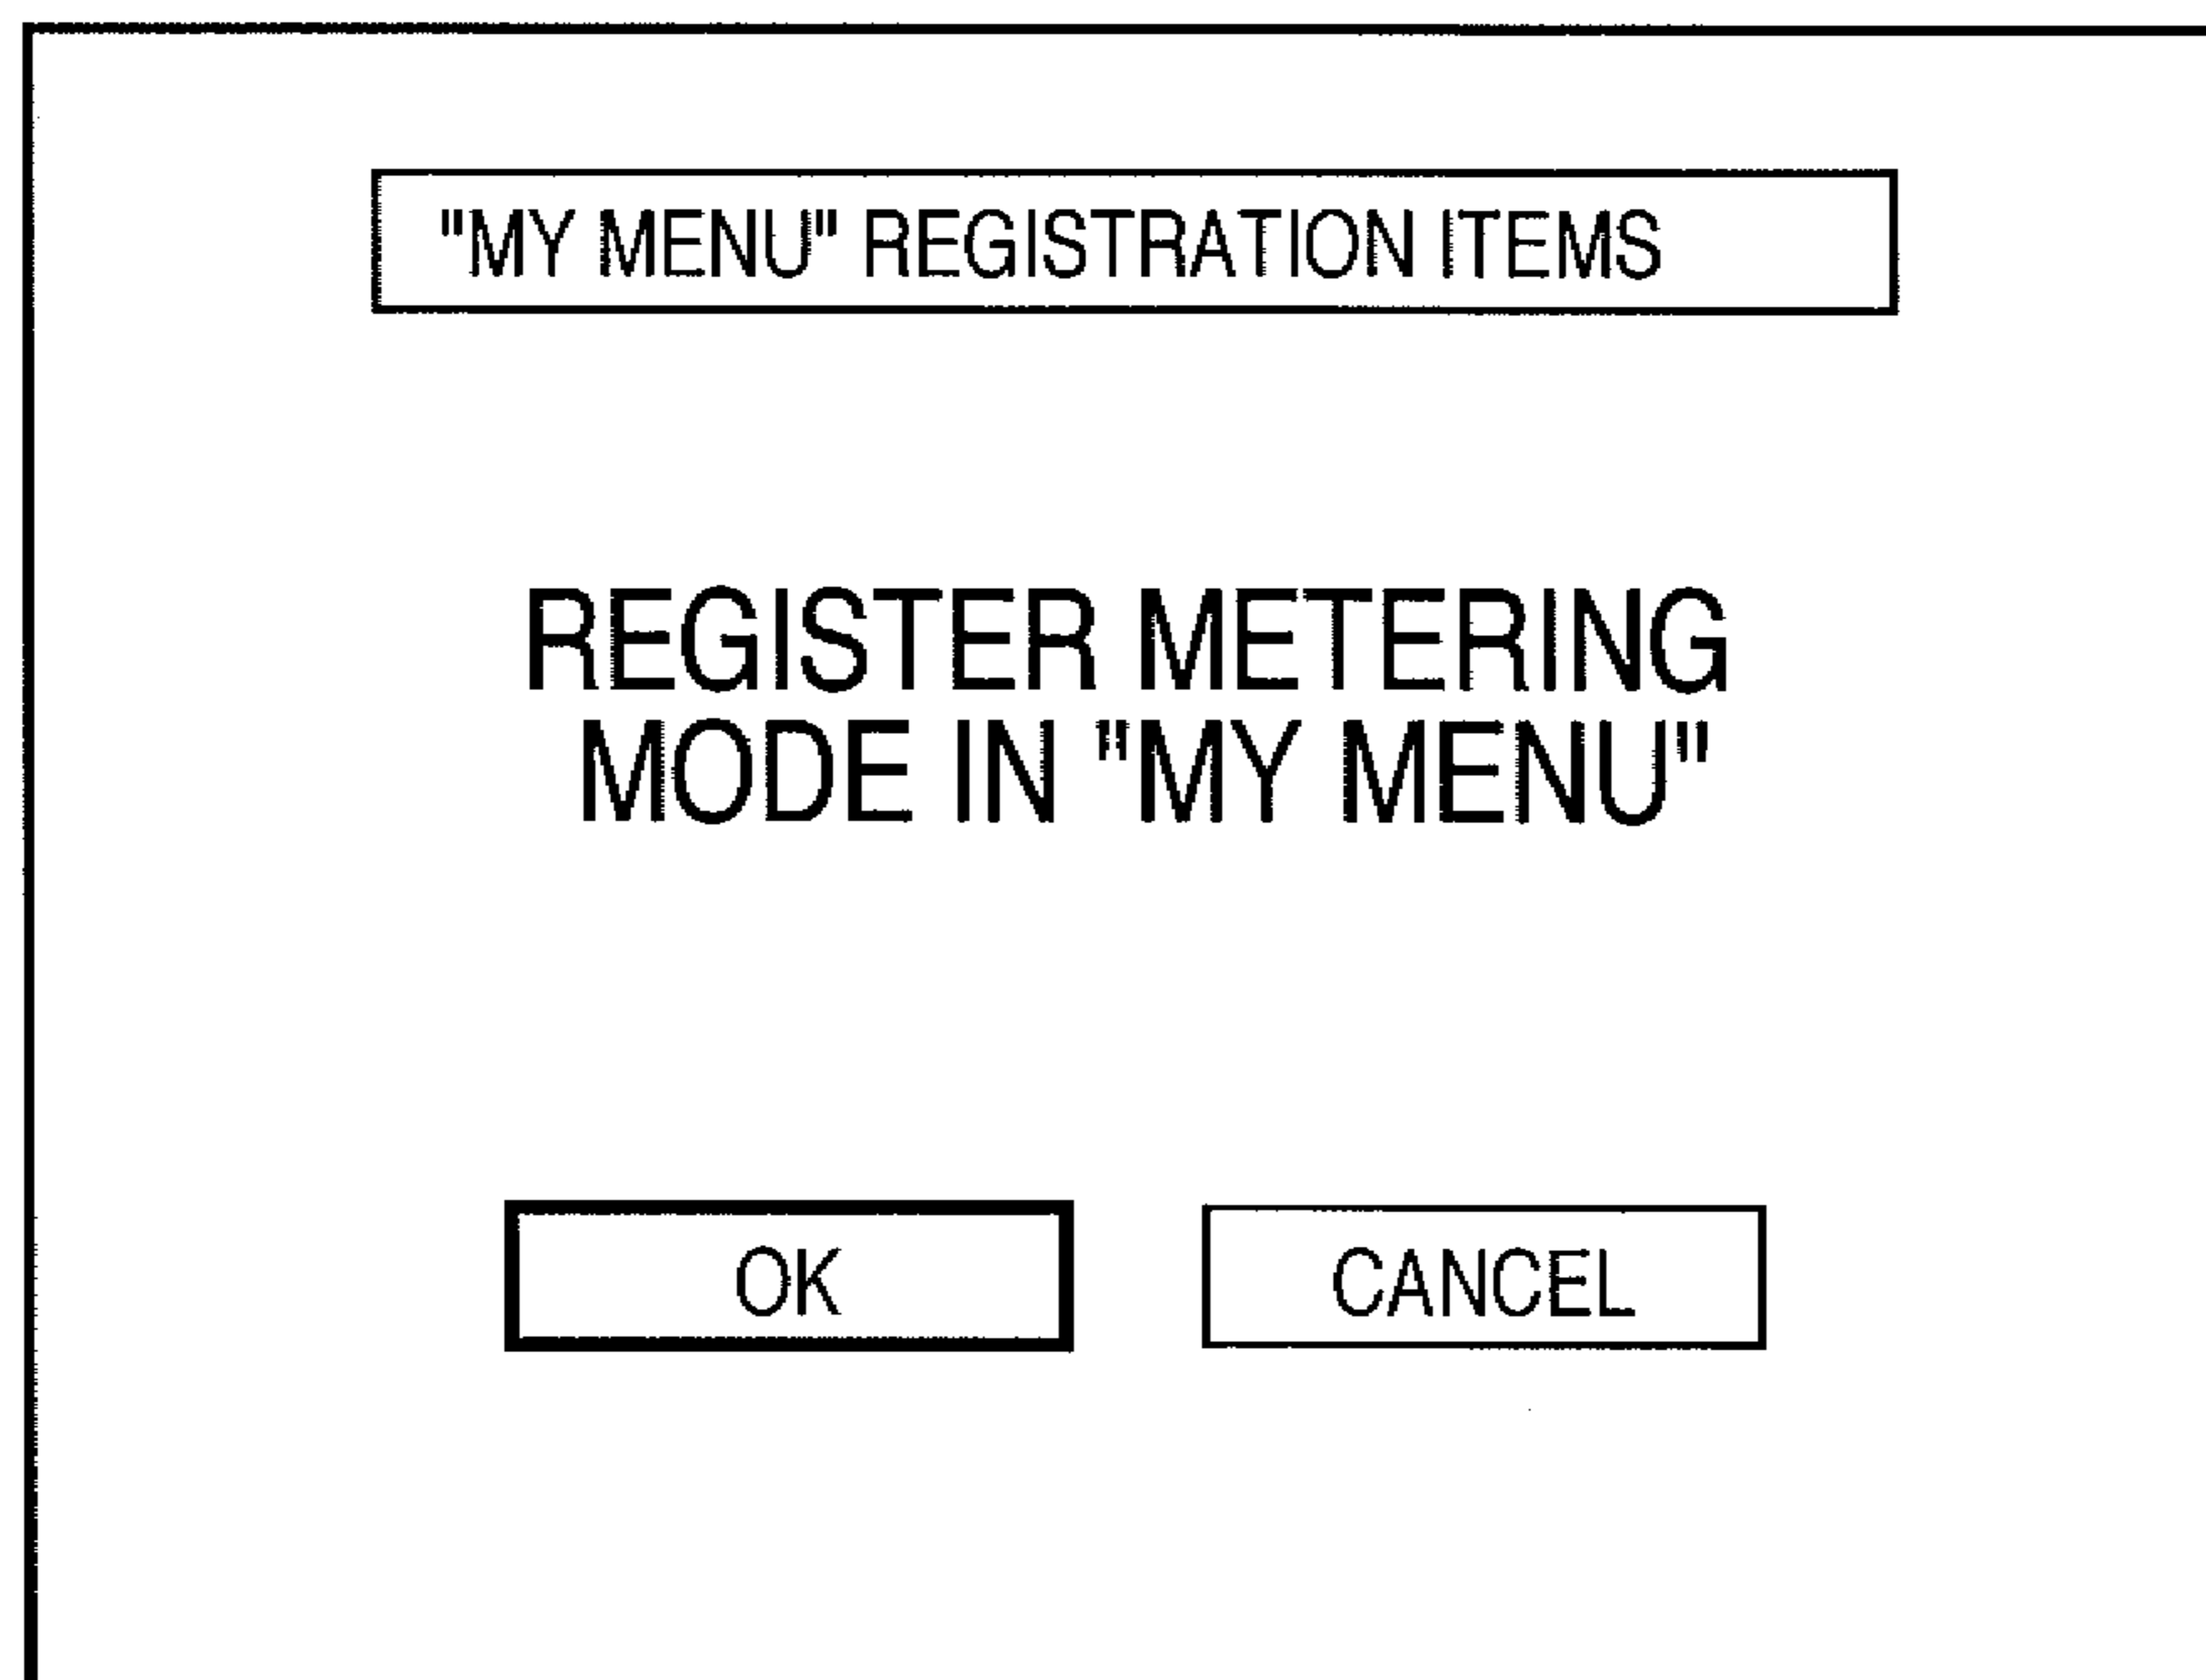 "MY MENU" REGISTRATION ITEMS
REGISTER METERING
MODE IN "MY MENU"
OK
CANCEL